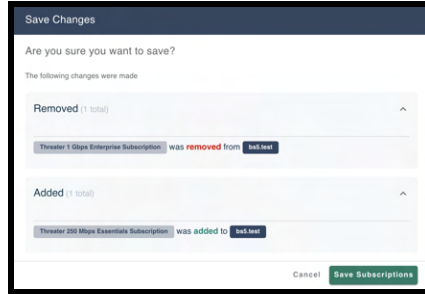 Save Changes
Are you sure you want to save?
The following changes were made
Removed (1 total)
Threater 1 Gbps Enterprise Subscription was removed from bs5.test
Added (1 total)
Threater 250 Mbps Essentials Subscription was added to bs5.test
Cancel Save Subscriptions